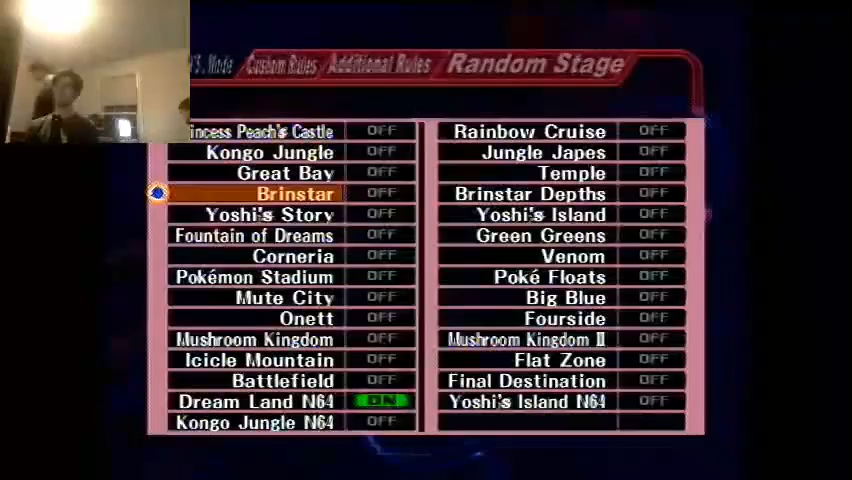 S. Mode Custom Rules Additional Rules Random Stage
incess Peach's Castle OFF Rainbow Cruise OFF
Kongo Jungle OFF Jungle Japes OFF
Great Bay OFF Temple OFF
Brinstar OFF Brinstar Depths OFF
Yoshi's Story OFF Yoshi's Island OFF
Fountain of Dreams OFF Green Greens OFF
Corneria OFF Venom OFF
Pokémon Stadium OFF Poké Floats OFF
Mute City OFF Big Blue OFF
Onett OFF Fourside OFF
Mushroom Kingdom OFF Mushroom Kingdom II OFF
Icicle Mountain OFF Flat Zone OFF
Battlefield OFF Final Destination OFF
Dream Land N64 ON Yoshi's Island N64 OFF
Kongo Jungle N64 OFF